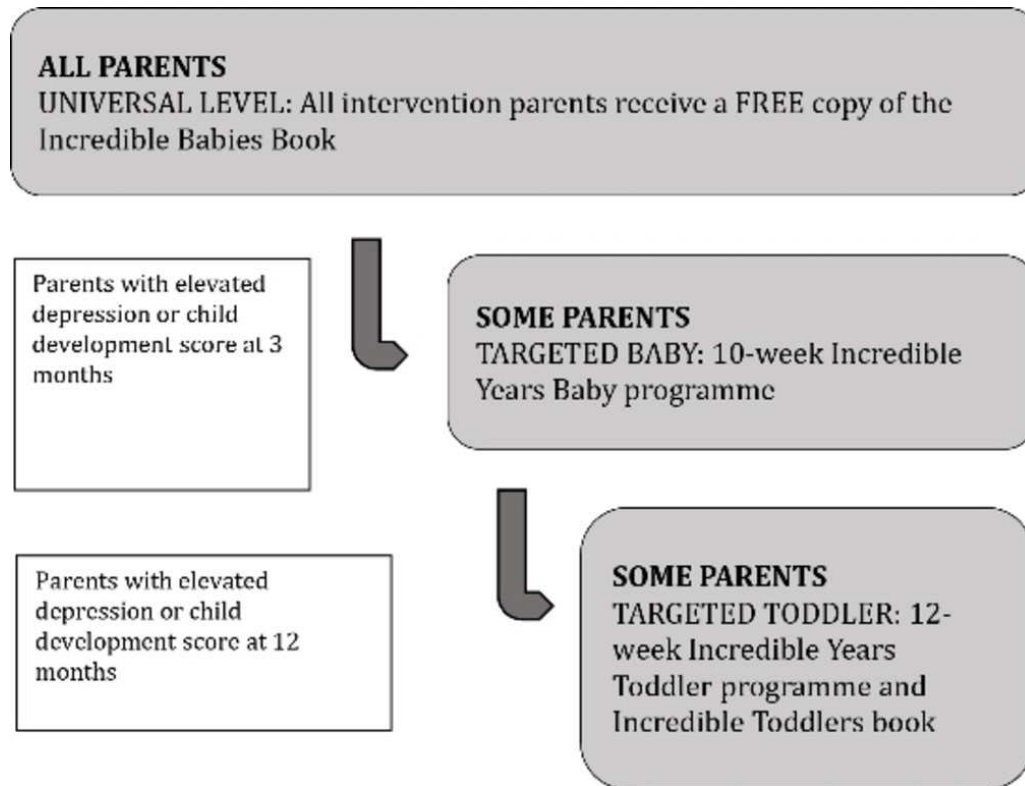 ALL PARENTS
UNIVERSAL LEVEL: All intervention parents receive a FREE copy of the
Incredible Babies Book
Parents with elevated
depression or child
development score at 3
months
SOME PARENTS
TARGETED BABY: 10-week Incredible
Years Baby programme
Parents with elevated
depression or child
development score at 12
months
SOME PARENTS
TARGETED TODDLER: 12-
week Incredible Years
Toddler programme and
Incredible Toddlers book